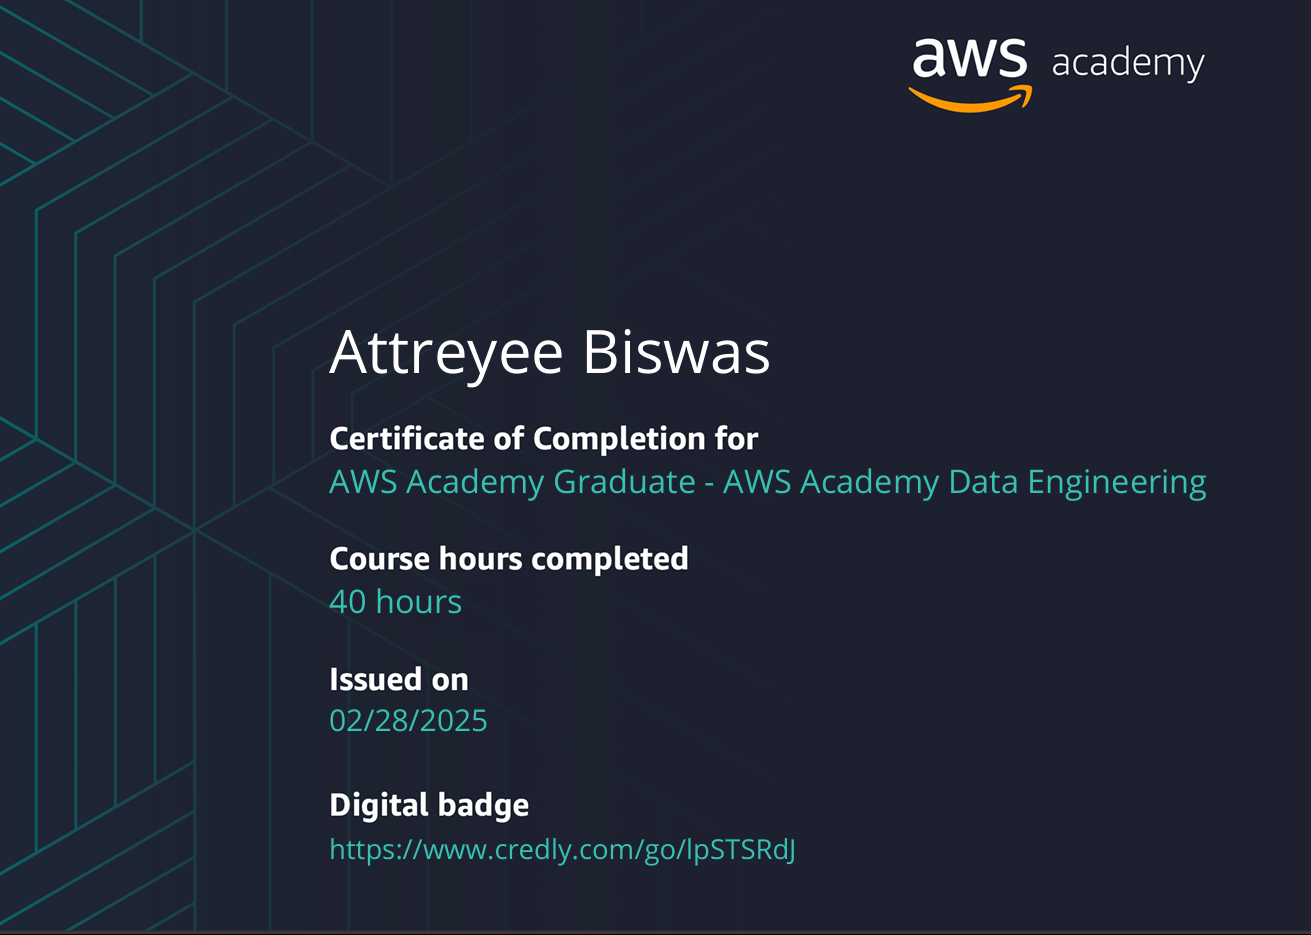 aws academy
Attreyee Biswas
Certificate of Completion for
AWS Academy Graduate - AWS Academy Data Engineering
Course hours completed
40 hours
Issued on
02/28/2025
Digital badge
https://www.credly.com/go/lpSTSRdJ